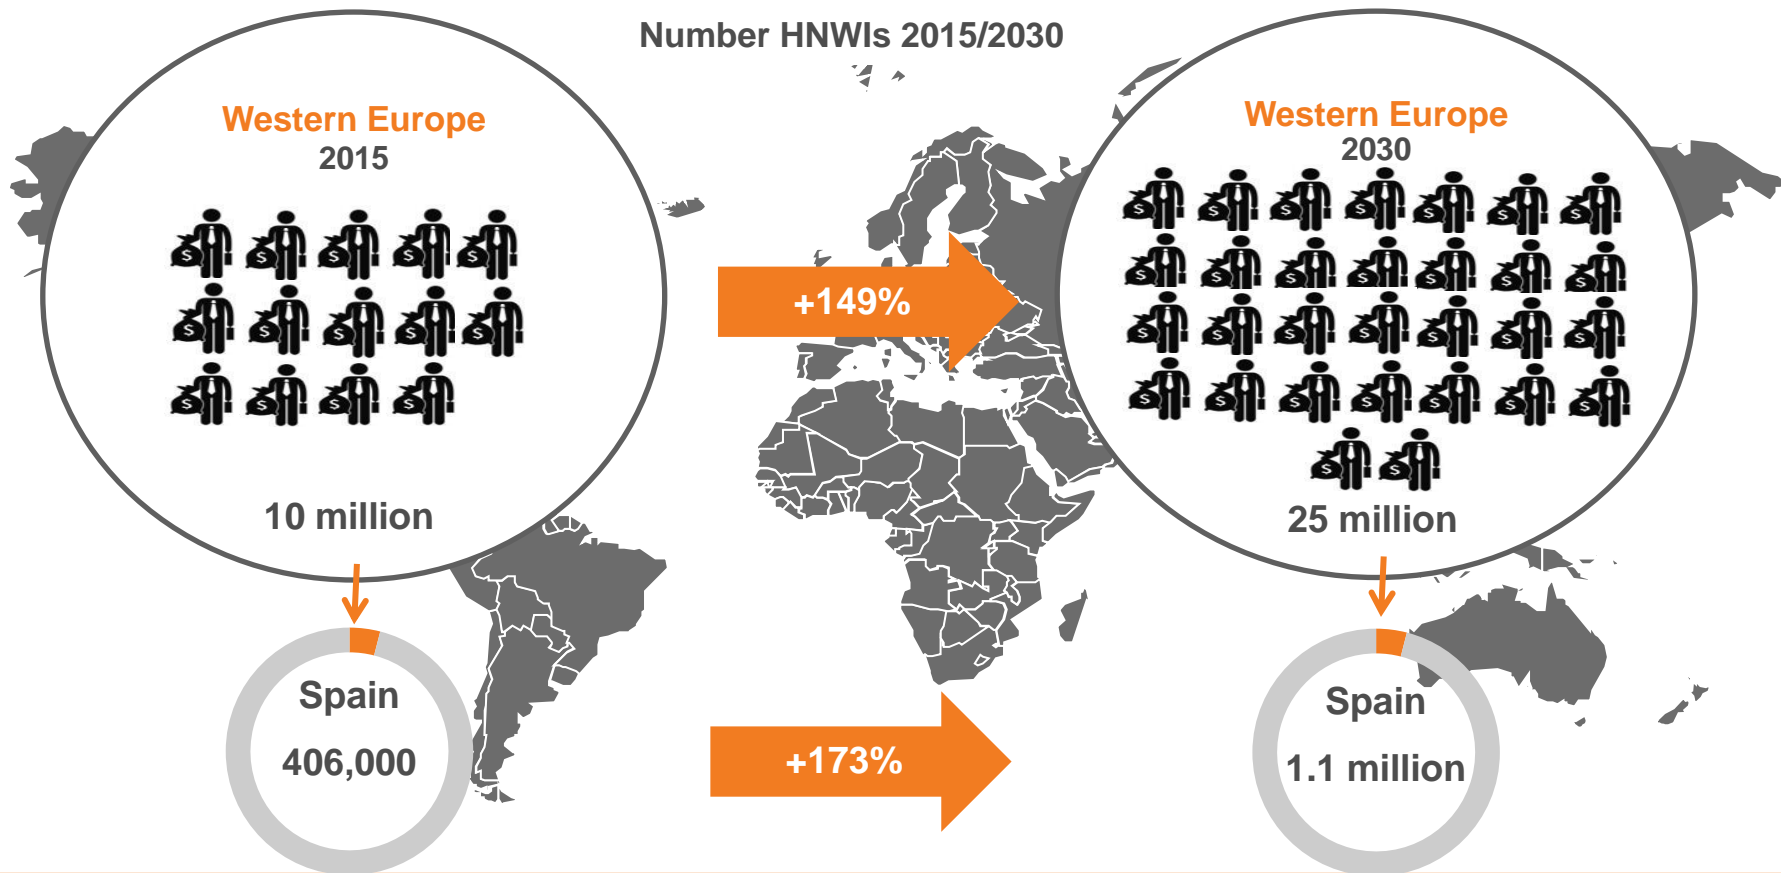 Number HNWIs 2015/2030
Western Europe
2015
10 million
Spain
406,000
+149%
+173%
Western Europe
2030
25 million
Spain
1.1 million